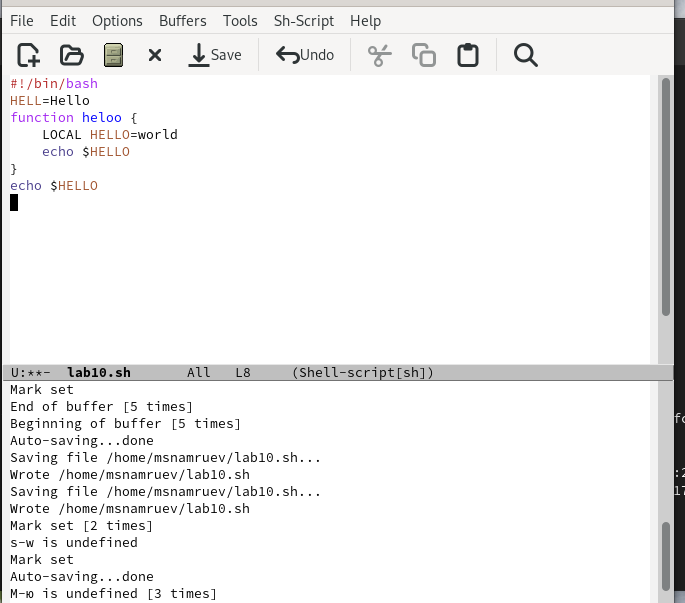 File Edit Options Buffers Tools Sh-Script Help
Save Undo
#!/bin/bash
HELL=Hello
function heloo {
    LOCAL HELLO=world
    echo $HELLO
}
echo $HELLO
U:**-  lab10.sh       All   L8     (Shell-script[sh])
Mark set
End of buffer [5 times]
Beginning of buffer [5 times]
Auto-saving...done
Saving file /home/msnamruev/lab10.sh...
Wrote /home/msnamruev/lab10.sh
Saving file /home/msnamruev/lab10.sh...
Wrote /home/msnamruev/lab10.sh
Mark set [2 times]
s-w is undefined
Mark set
Auto-saving...done
M-ю is undefined [3 times]